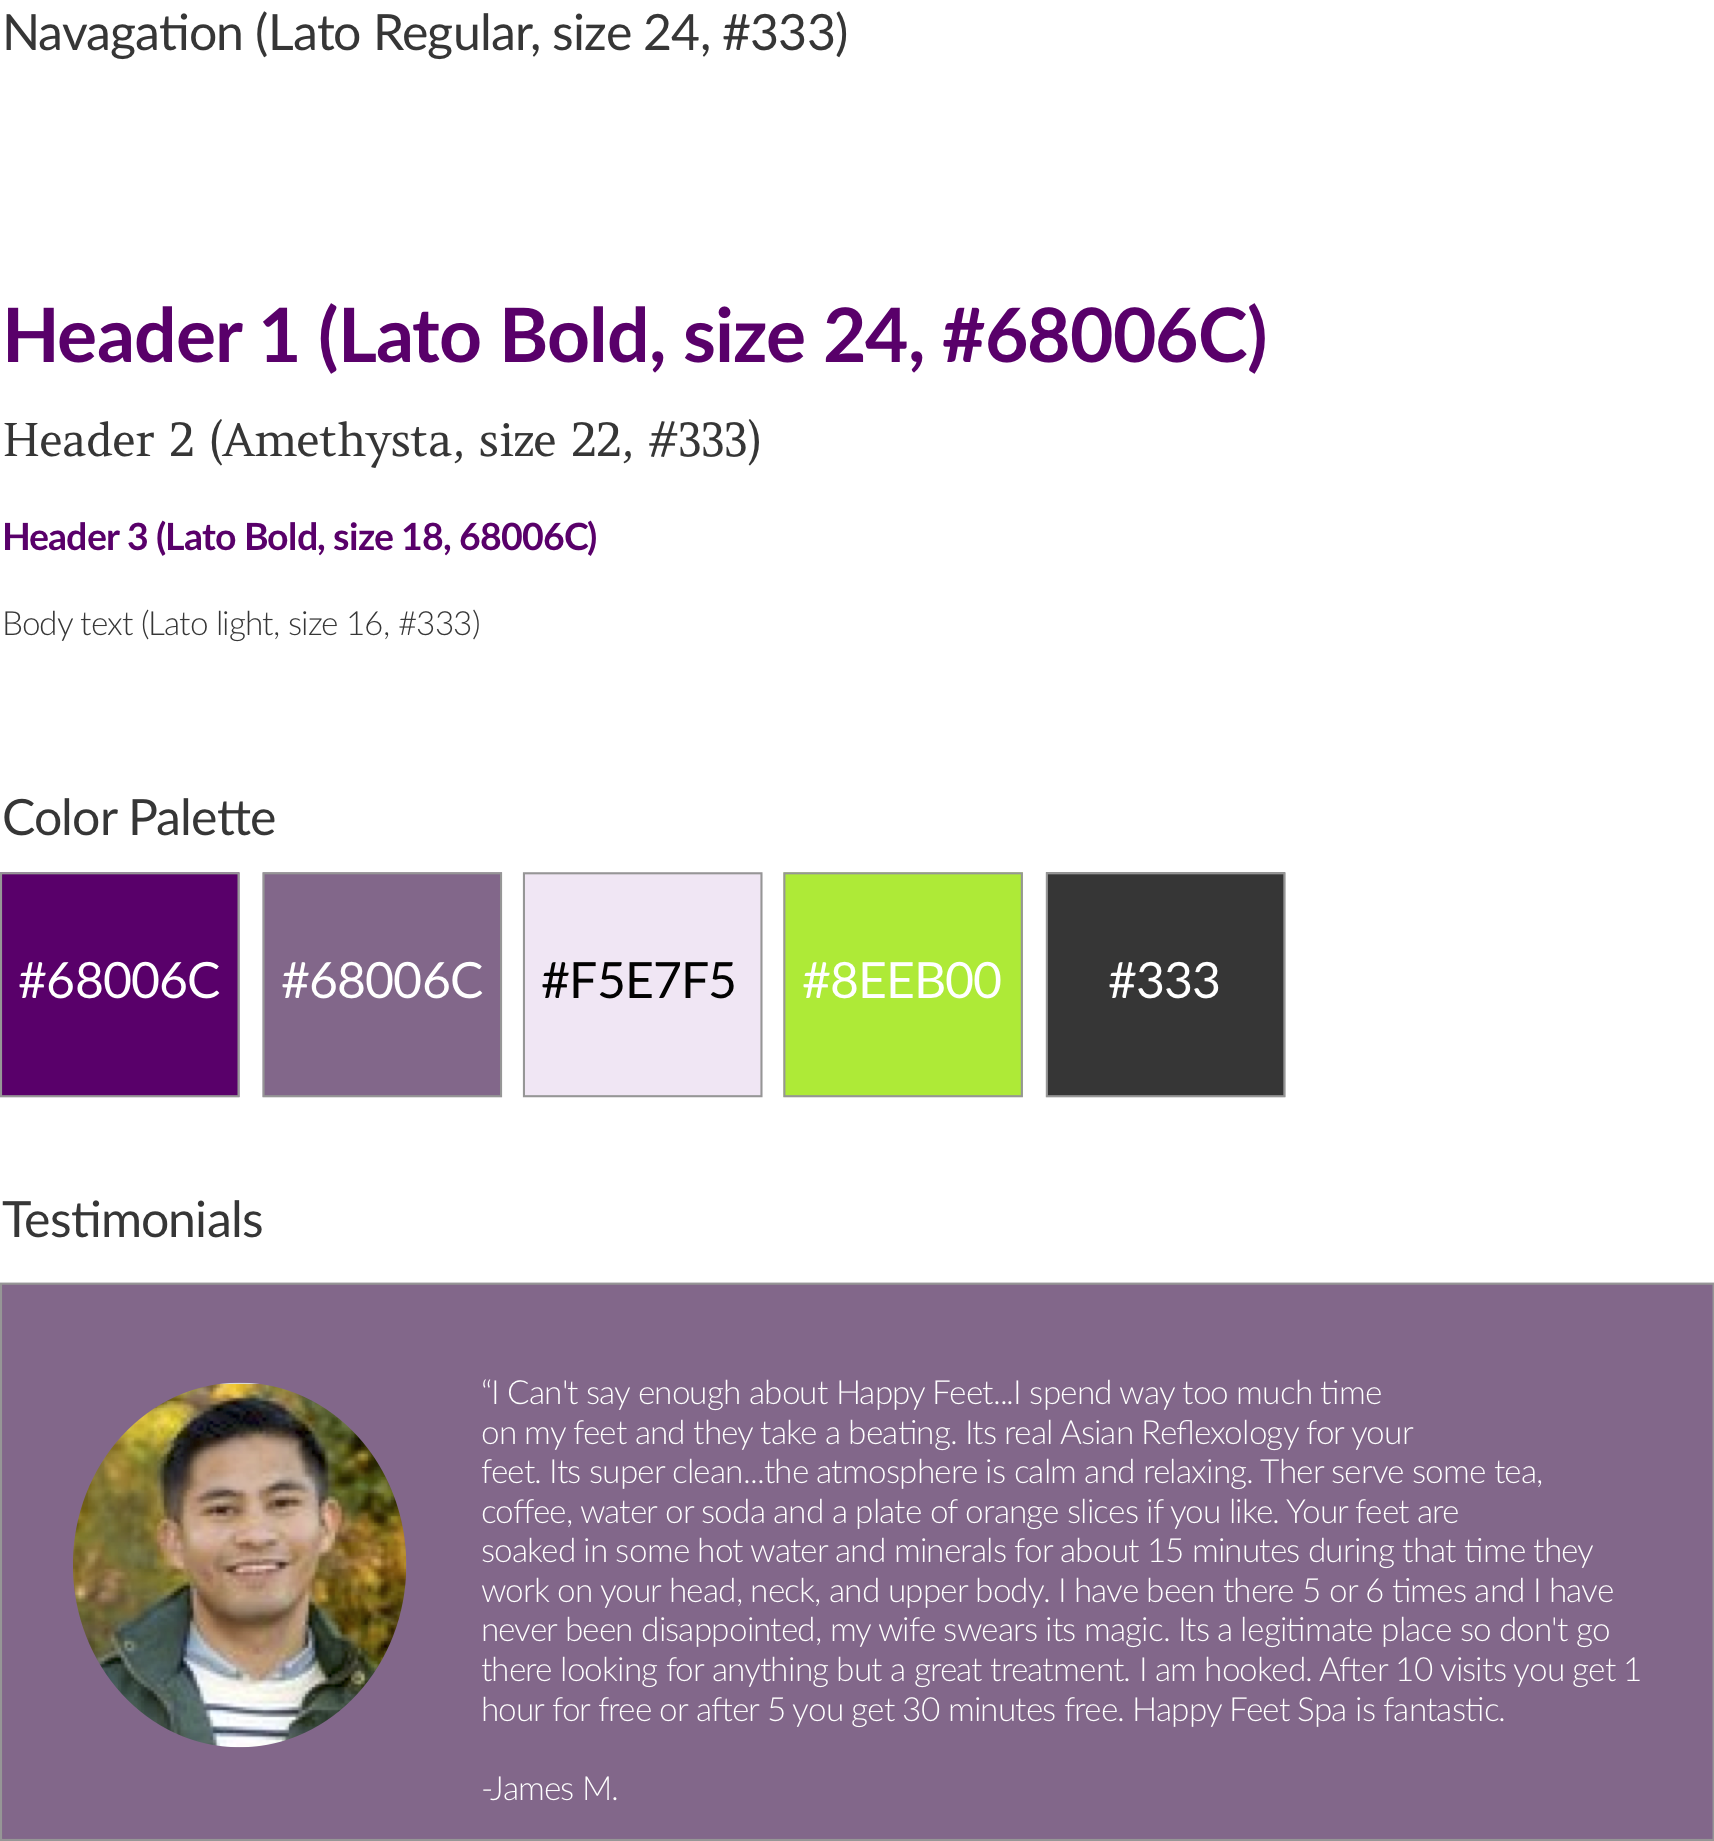 Navagation (Lato Regular, size 24, #333)
Header 1 (Lato Bold, size 24, #68006C)
Header 2 (Amethysta, size 22, #333)
Header 3 (Lato Bold, size 18, 68006C)
Body text (Lato light, size 16, #333)
Color Palette
#68006C
#68006C
#F5E7F5
#8EEB00
#333
Testimonials
“I Can't say enough about Happy Feet...I spend way too much time
on my feet and they take a beating. Its real Asian Reflexology for your
feet. Its super clean...the atmosphere is calm and relaxing. Ther serve some tea,
coffee, water or soda and a plate of orange slices if you like. Your feet are
soaked in some hot water and minerals for about 15 minutes during that time they
work on your head, neck, and upper body. I have been there 5 or 6 times and I have
never been disappointed, my wife swears its magic. Its a legitimate place so don't go
there looking for anything but a great treatment. I am hooked. After 10 visits you get 1
hour for free or after 5 you get 30 minutes free. Happy Feet Spa is fantastic.
-James M.